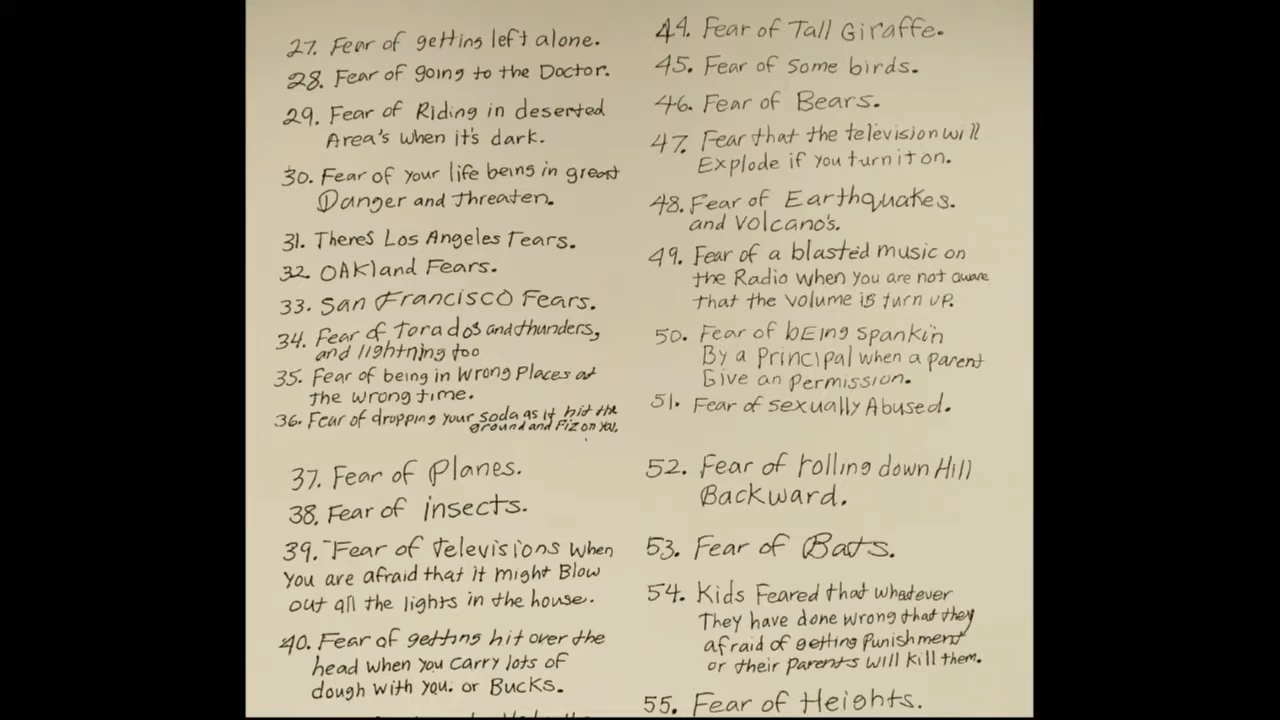 27. Fear of getting left alone.
28. Fear of going to the Doctor.
29. Fear of Riding in deserted
Area's when it's dark.
30. Fear of your life being in great
Danger and threaten.
31. Theres Los Angeles Fears.
32. OAKland Fears.
33. San Francisco Fears.
34. Fear of Torados and thunders,
and lightning too
35. Fear of being in Wrong Places at
the wrong time.
36. Fear of dropping your soda as it hit the
ground and Fiz on you.
37. Fear of Planes.
38. Fear of insects.
39. Fear of televisions when
you are afraid that it might Blow
out all the lights in the house.
40. Fear of getting hit over the
head when you carry lots of
dough with you. or Bucks.
44. Fear of Tall Giraffe.
45. Fear of some birds.
46. Fear of Bears.
47. Fear that the television will
Explode if you turn it on.
48. Fear of Earthquakes.
and Volcano's.
49. Fear of a blasted music on
the Radio when you are not aware
that the volume is turn up.
50. Fear of bEing spankin
By a principal when a parent
Give an permission.
51. Fear of sexually Abused.
52. Fear of rolling down Hill
Backward.
53. Fear of Bats.
54. Kids Feared that whatever
They have done wrong that they
afraid of getting Punishment
or their parents will kill them.
55. Fear of Heights.